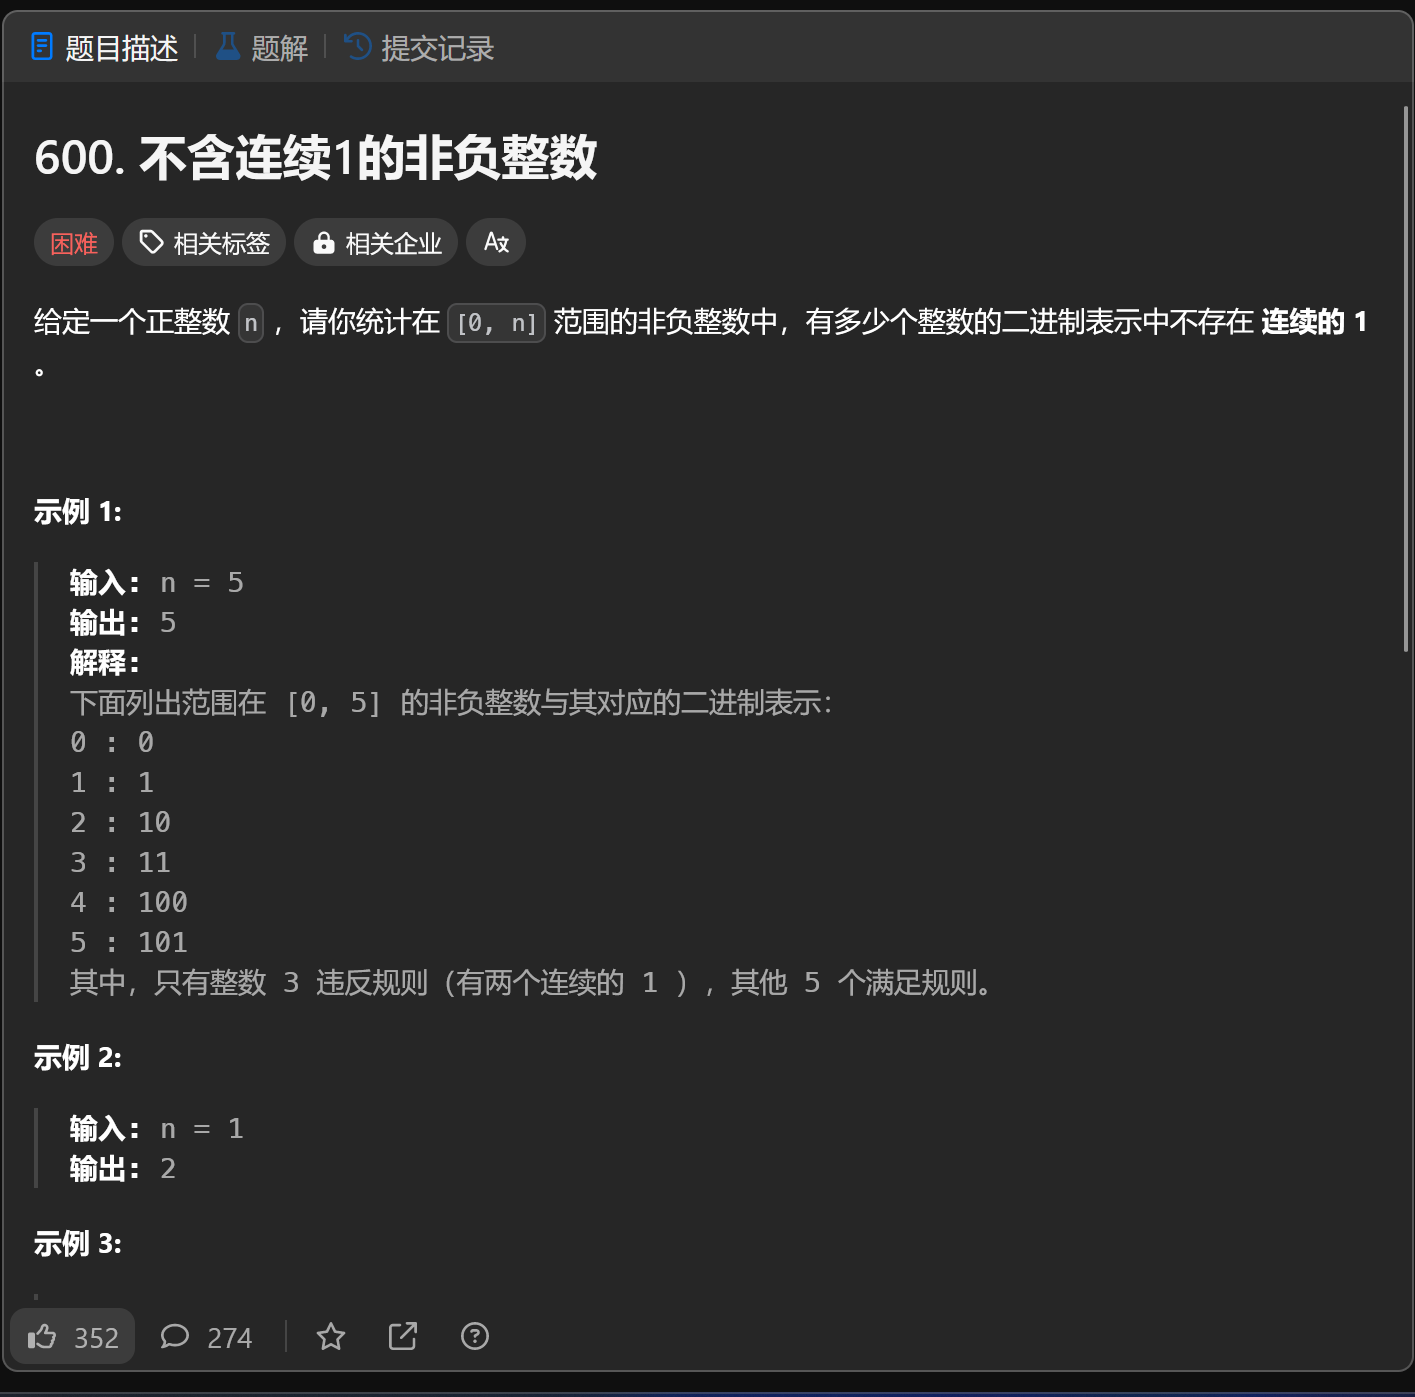 题目描述 题解 提交记录
600. 不含连续1的非负整数
困难 相关标签 相关企业 A文
给定一个正整数 n ，请你统计在 [0, n] 范围的非负整数中，有多少个整数的二进制表示中不存在 连续的 1
。
示例 1:
输入: n = 5
输出: 5
解释:
下面列出范围在 [0, 5] 的非负整数与其对应的二进制表示：
0 : 0
1 : 1
2 : 10
3 : 11
4 : 100
5 : 101
其中，只有整数 3 违反规则（有两个连续的 1 ），其他 5 个满足规则。
示例 2:
输入: n = 1
输出: 2
示例 3:
352 274